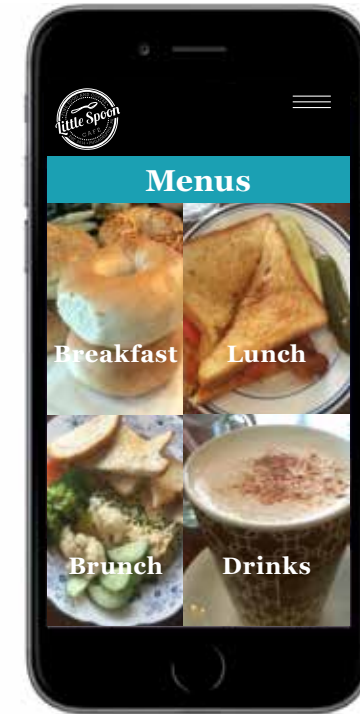 Little Spoon
CAFE
Menus
Breakfast
Lunch
Brunch
Drinks